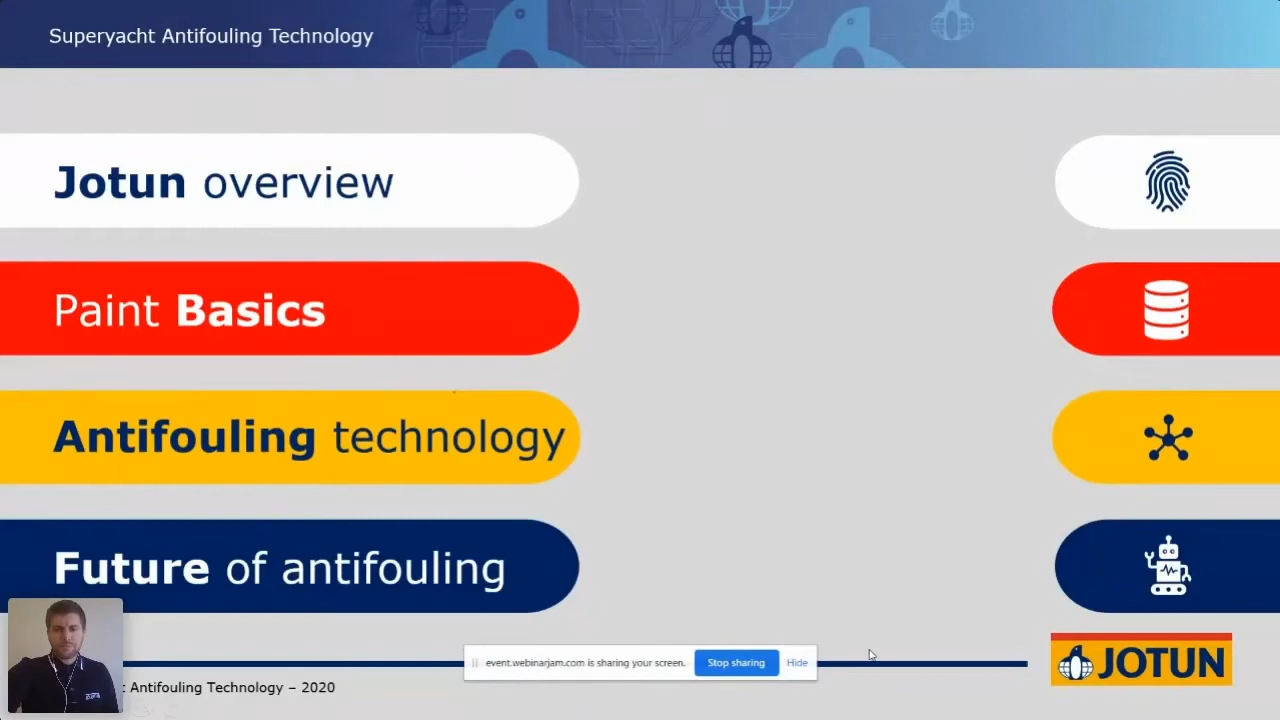 Superyacht Antifouling Technology
Jotun overview
Paint Basics
Antifouling technology
Future of antifouling
event.webinarjam.com is sharing your screen. Stop sharing Hide
Antifouling Technology – 2020
JOTUN